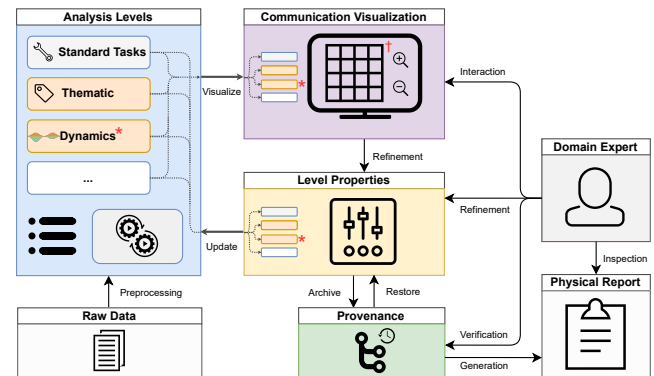 Analysis Levels
Standard Tasks
Thematic
Dynamics*
...
Visualize
Communication Visualization
*
†
Interaction
Refinement
Level Properties
*
Update
Refinement
Domain Expert
Inspection
Preprocessing
Raw Data
Archive
Restore
Provenance
Verification
Generation
Physical Report